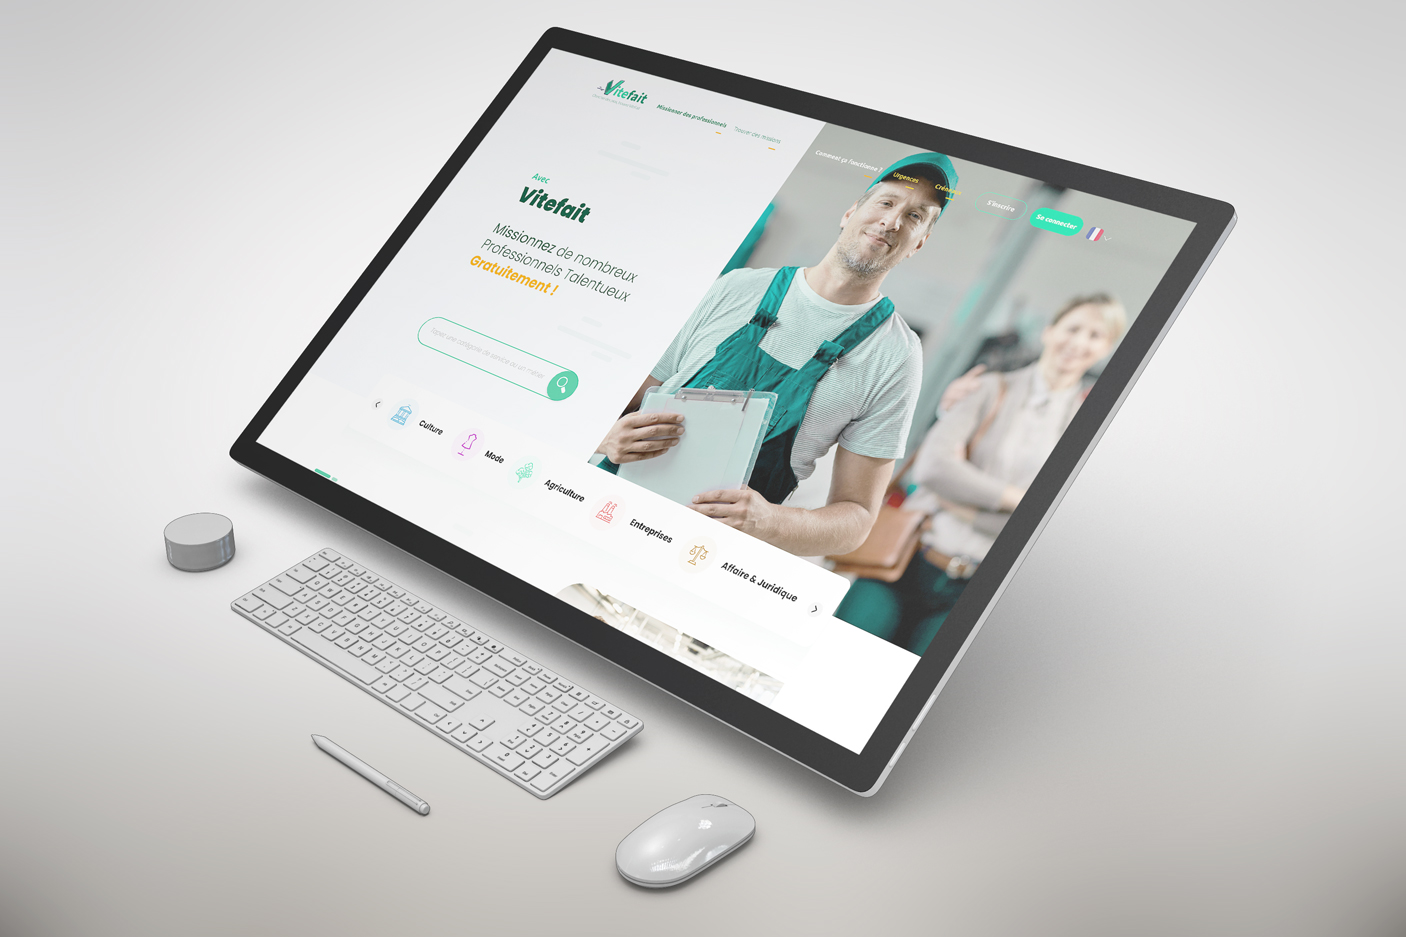 Vitefait
Missionner des professionnels
Trouver des missions
Comment ça fonctionne ?
Urgences
S'inscrire
Se connecter
Avec
Vitefait
Missionnez de nombreux
Professionnels Talentueux
Gratuitement !
Tapez une catégorie de service ou un métier
Culture
Mode
Agriculture
Entreprises
Affaire & Juridique